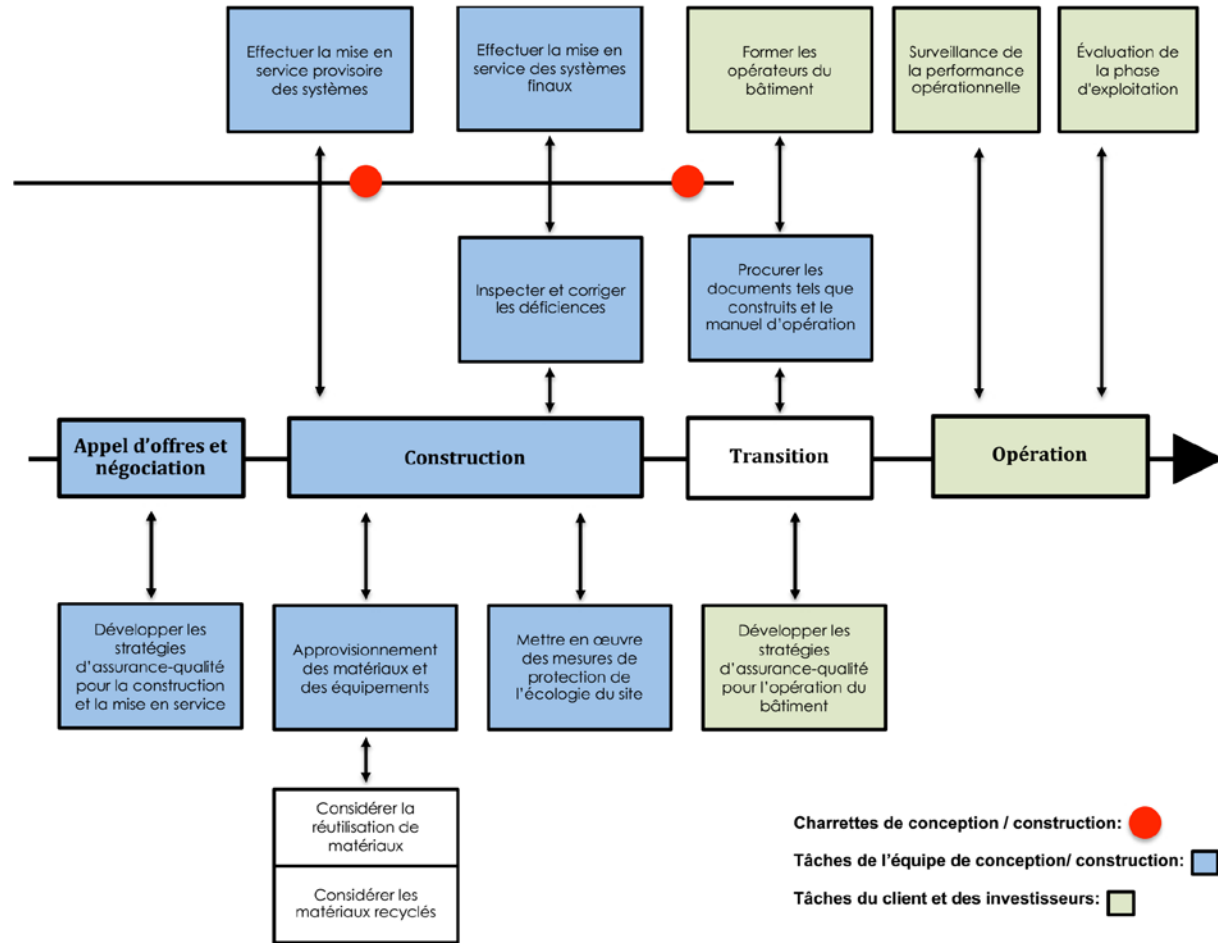 Effectuer la mise en
service provisoire
des systèmes
Effectuer la mise en
service des systèmes
finaux
Former les
opérateurs du
bâtiment
Surveillance de
la performance
opérationnelle
Évaluation de
la phase
d'exploitation
Inspecter et corriger
les déficiences
Procurer les
documents tels que
construits et le
manuel d'opération
Appel d'offres et
négociation
Construction
Transition
Opération
Développer les
stratégies
d'assurance-qualité
pour la construction
et la mise en service
Approvisionnement
des matériaux et
des équipements
Mettre en œuvre
des mesures de
protection de
l'écologie du site
Développer les
stratégies
d'assurance-qualité
pour l'opération du
bâtiment
Considérer la
réutilisation de
matériaux
Considérer les
matériaux recyclés
Charrettes de conception / construction:
Tâches de l'équipe de conception/ construction:
Tâches du client et des investisseurs: